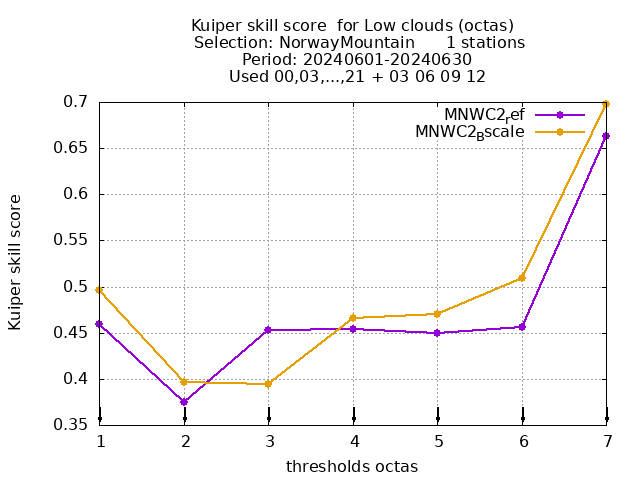 Kuiper skill score  for Low clouds (octas)
Selection: NorwayMountain      1 stations
Period: 20240601-20240630
Used 00,03,...,21 + 03 06 09 12
MNWC2ref
MNWC2Bscale
0.7
0.65
0.6
0.55
0.5
0.45
0.4
0.35
Kuiper skill score
1 2 3 4 5 6 7
thresholds octas